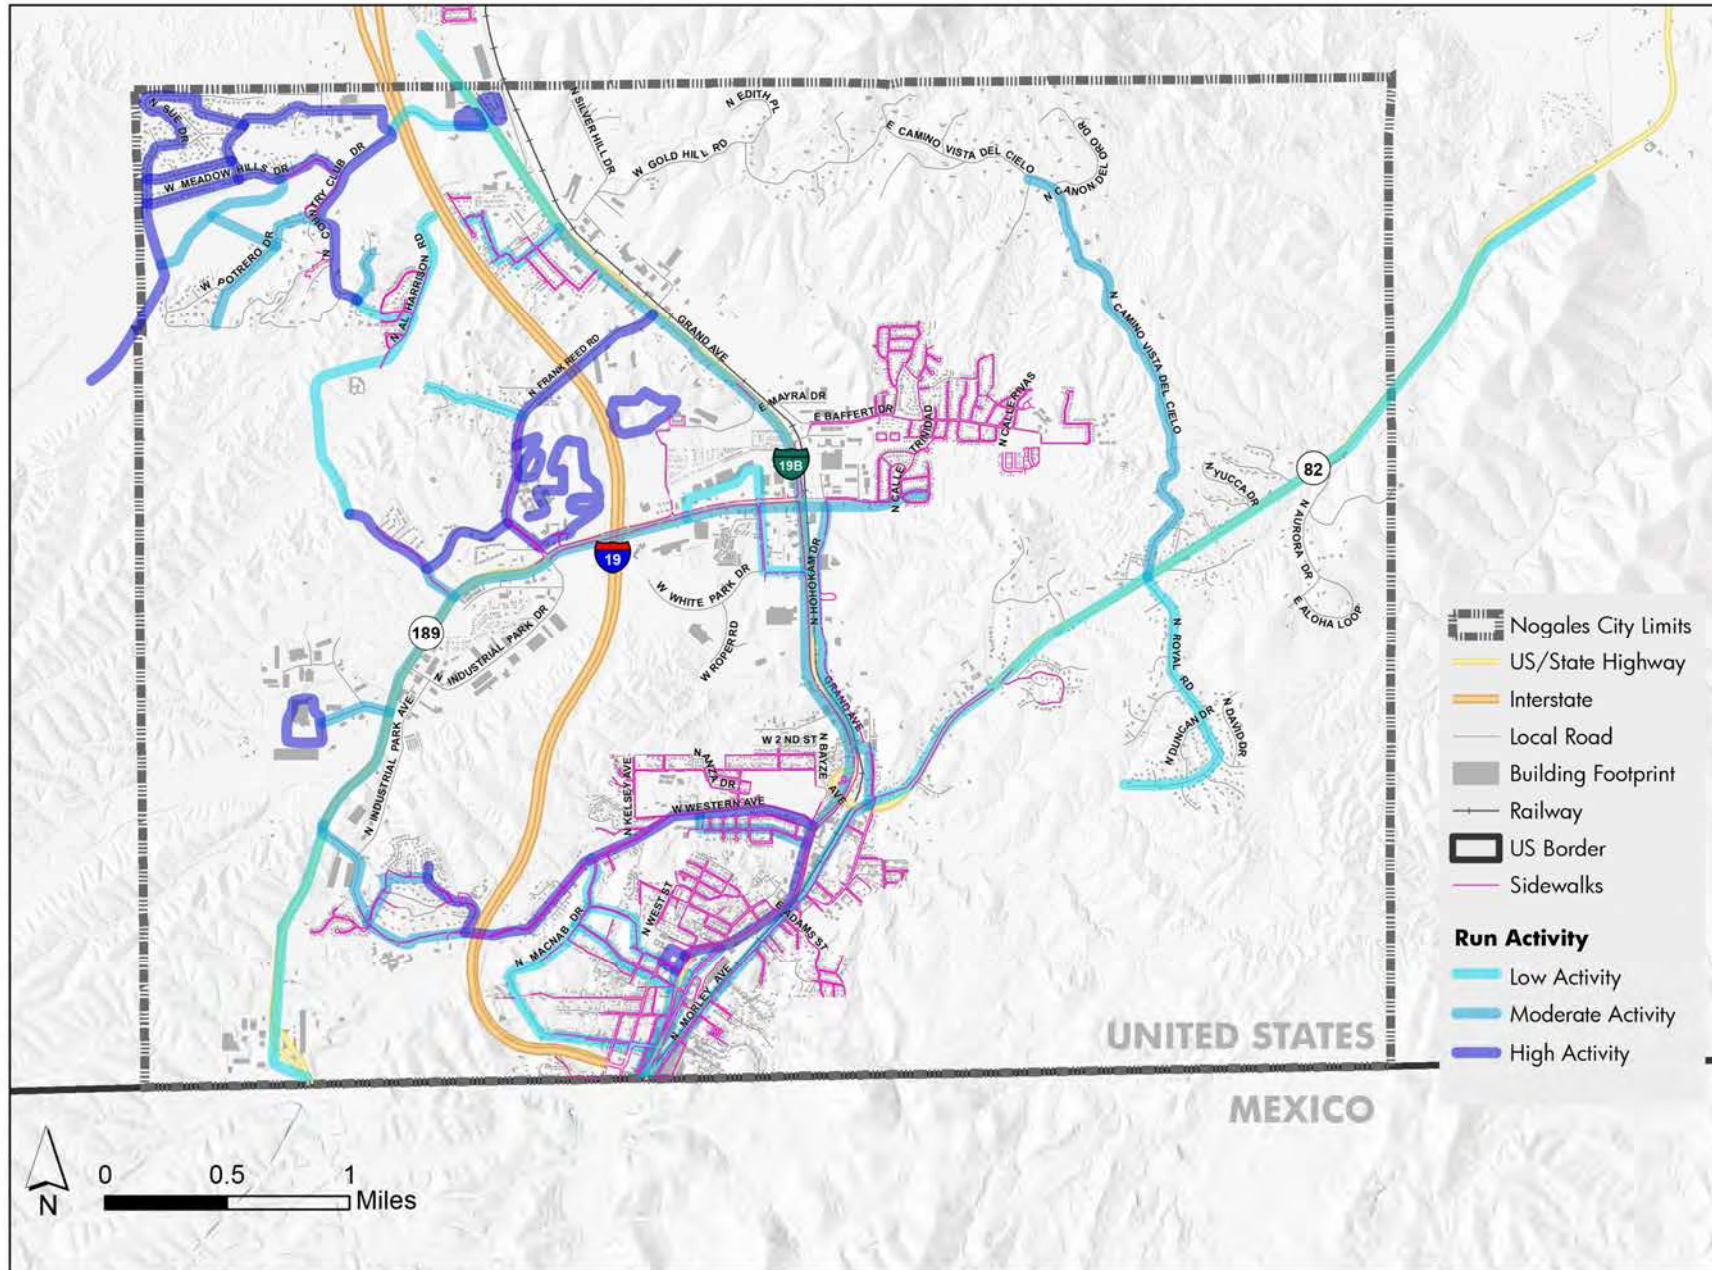 N SUE DR
W MEADOW HILLS DR
N COUNTRY CLUB DR
W POTRERO DR
N AL HARRISON RD
N SILVER HILL DR
W GOLD HILL RD
N EDITH PL
E CAMINO VISTA DEL CIELO
N CANON DEL ORO DR
N CAMINO VISTA DEL CIELO
N FRANK REED RD
GRAND AVE
E MAYRA DR
E BAFFERT DR
N CALLE TRINIDAD
N CALLE RIVAS
19B
82
N YUCCA DR
N AURORA DR
E ALOHA LOOP
19
N HOHOKAM DR
W WHITE PARK DR
W ROPER RD
189
N INDUSTRIAL PARK DR
N INDUSTRIAL PARK AVE
N ROYAL RD
N DUNCAN DR
N DAVID DR
GRAND AVE
W 2 ND ST
N BAYZE AVE
N ANZA DR
N KELSEY AVE
W WESTERN AVE
N WEST ST
N MACNAB DR
E ADAMS ST
N MORLEY AVE
UNITED STATES
MEXICO
Nogales City Limits
US/State Highway
Interstate
Local Road
Building Footprint
Railway
US Border
Sidewalks
Run Activity
Low Activity
Moderate Activity
High Activity
N
0 0.5 1
Miles